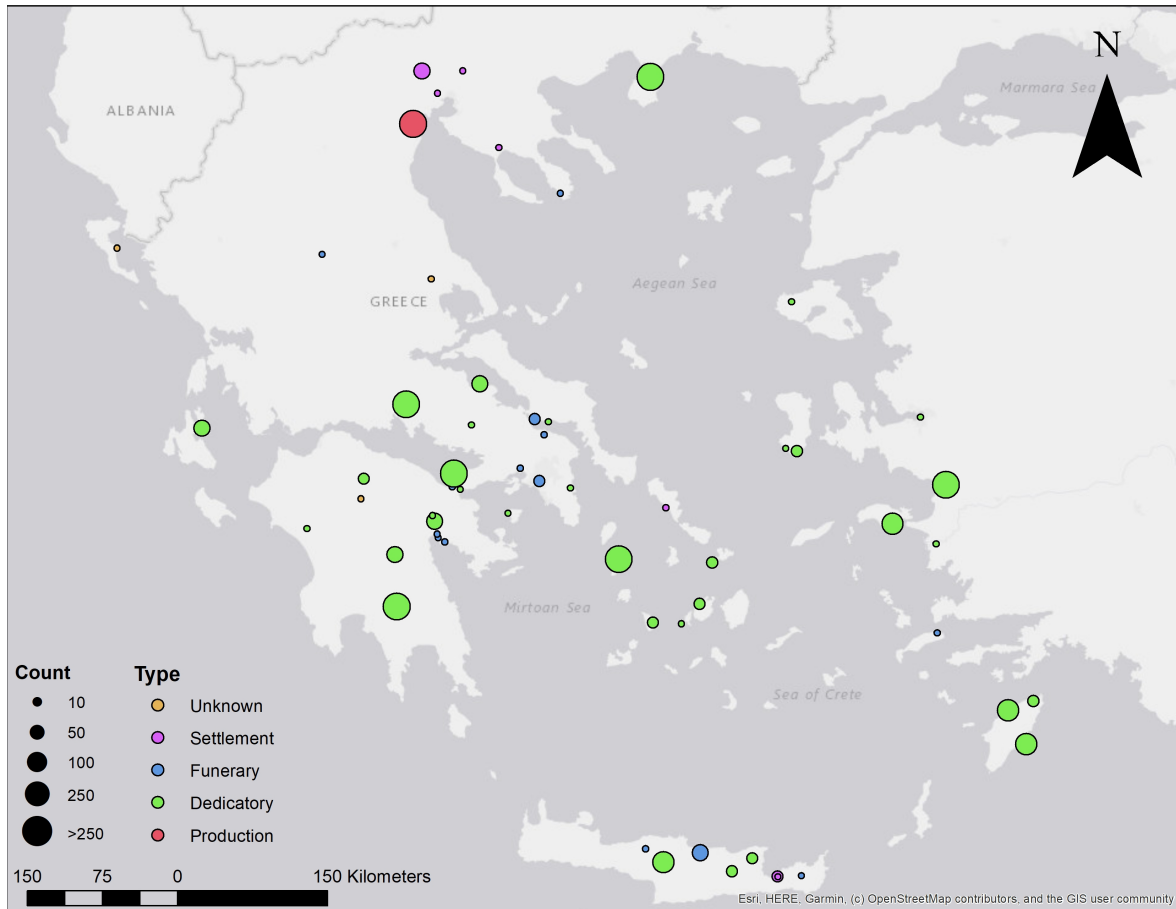 N
Marmara Sea
ALBANIA
Aegean Sea
GREECE
Mirtoan Sea
Sea of Crete
Count
10
50
100
250
>250
Type
Unknown
Settlement
Funerary
Dedicatory
Production
150 75 0 150 Kilometers
Esri, HERE, Garmin, (c) OpenStreetMap contributors, and the GIS user community